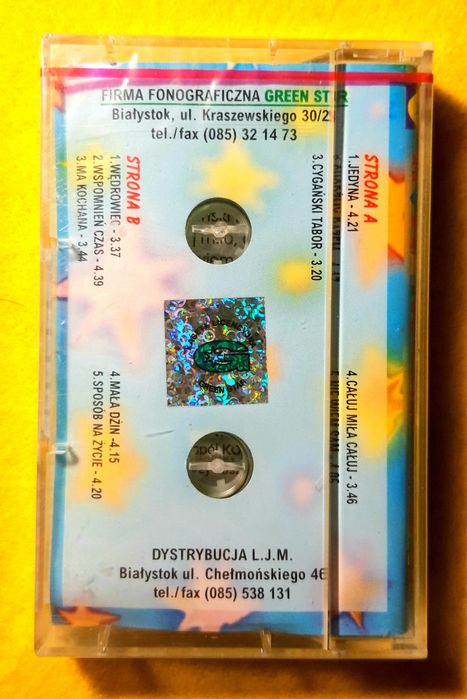 FIRMA FONOGRAFICZNA GREEN STAR
Białystok, ul. Kraszewskiego 30/2
tel./fax (085) 32 14 73
STRONA A
1.JEDYNA - 4.21
3.CYGAŃSKI TABOR - 3.20
4.CAŁUJ MIŁA CAŁUJ - 3.46
STRONA B
1.WĘDROWIEC - 3.37
2.WSPOMNIEŃ CZAS - 4.39
3.MA KOCHANA - 3.44
4.MAŁA DŻIN -4.15
5.SPOSÓB NA ŻYCIE - 4.20
GREEN STAR
DYSTRYBUCJA L.J.M.
Białystok ul. Chełmońskiego 46
tel./fax (085) 538 131